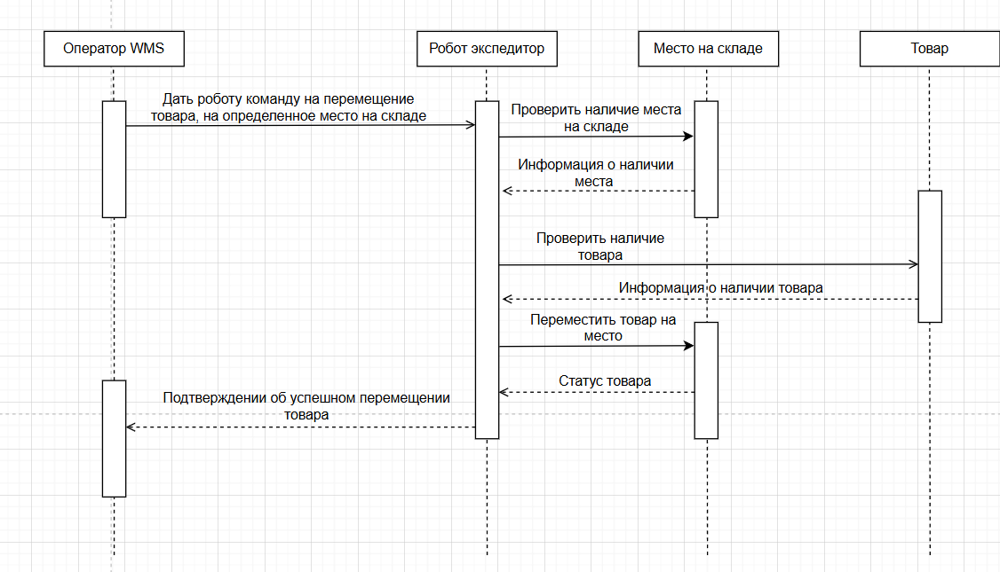 Оператор WMS
Робот экспедитор
Место на складе
Товар
Дать роботу команду на перемещение
товара, на определенное место на складе
Проверить наличие места
на складе
Информация о наличии
места
Проверить наличие
товара
Информация о наличии товара
Переместить товар на
место
Статус товара
Подтверждении об успешном перемещении
товара